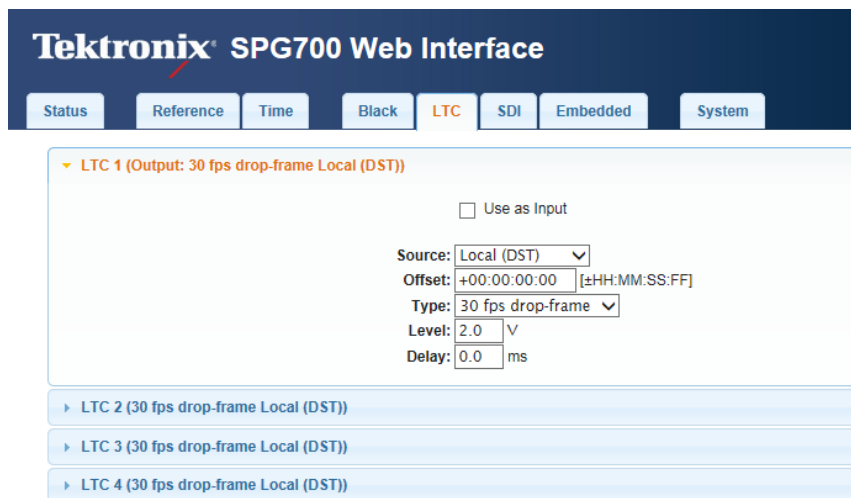 Tektronix® SPG700 Web Interface
Status Reference Time Black LTC SDI Embedded System
LTC 1 (Output: 30 fps drop-frame Local (DST))
Use as Input
Source: Local (DST)
Offset: +00:00:00:00 [±HH:MM:SS:FF]
Type: 30 fps drop-frame
Level: 2.0 V
Delay: 0.0 ms
LTC 2 (30 fps drop-frame Local (DST))
LTC 3 (30 fps drop-frame Local (DST))
LTC 4 (30 fps drop-frame Local (DST))